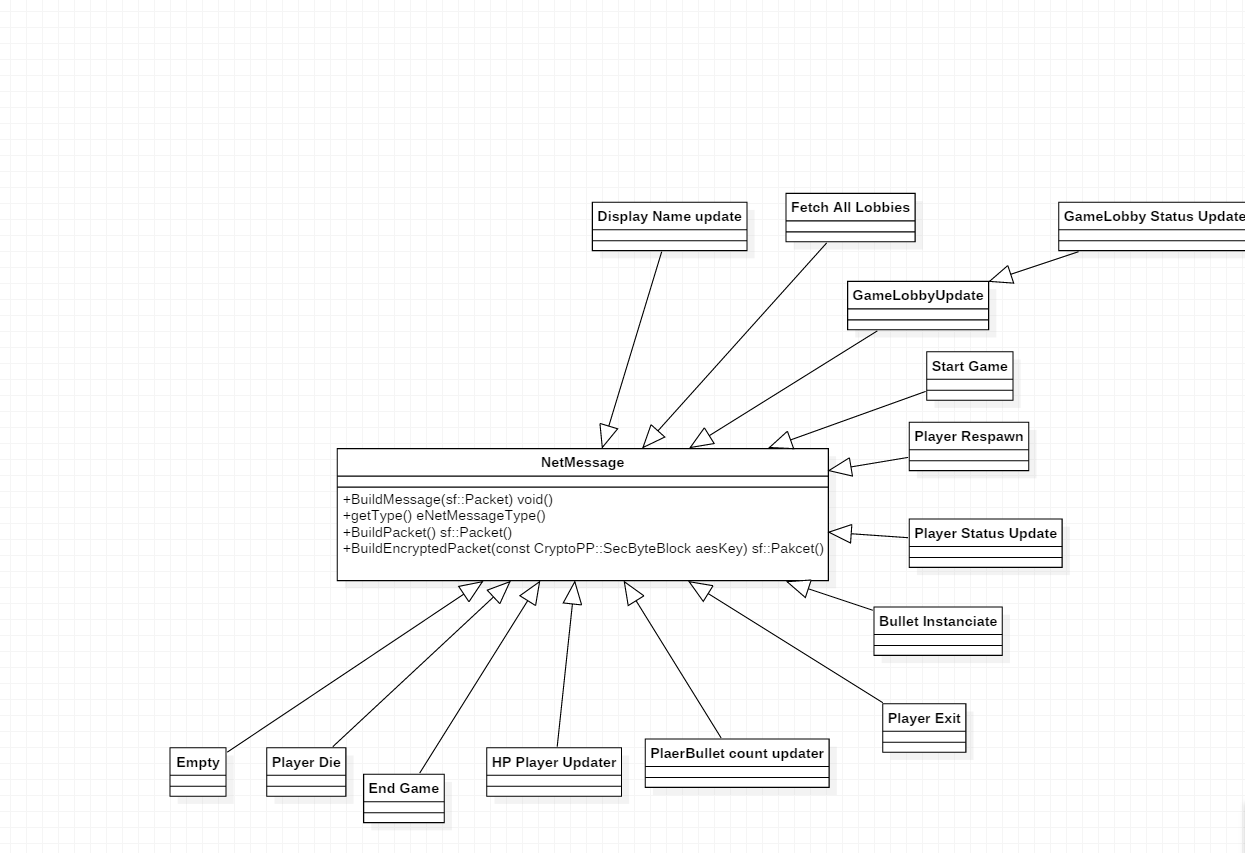 Fetch All Lobbies
Display Name update
GameLobby Status Update
GameLobbyUpdate
Start Game
Player Respawn
NetMessage
+BuildMessage(sf::Packet) void()
+getType() eNetMessageType()
+BuildPacket() sf::Packet()
+BuildEncryptedPacket(const CryptoPP::SecByteBlock aesKey) sf::Pakcet()
Player Status Update
Bullet Instanciate
Player Exit
PlaerBullet count updater
Empty
Player Die
HP Player Updater
End Game